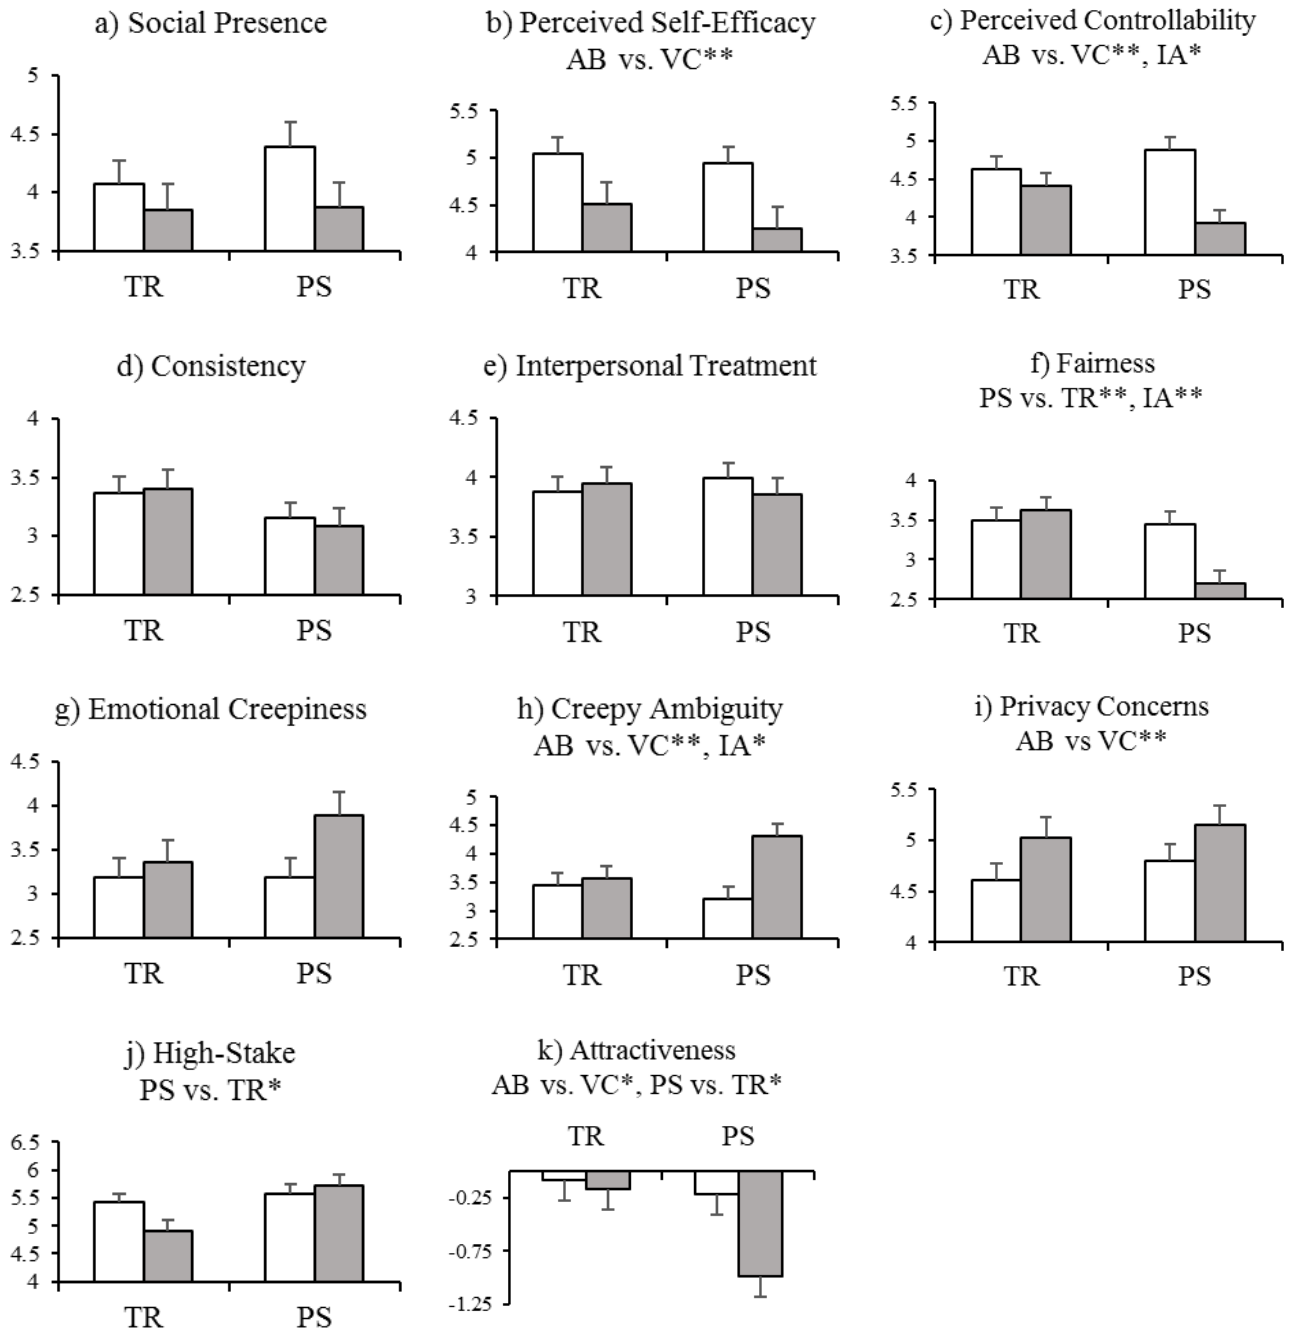 a) Social Presence
5
4.5
4
3.5
TR PS
b) Perceived Self-Efficacy
AB vs. VC**
5.5
5
4.5
4
TR PS
c) Perceived Controllability
AB vs. VC**, IA*
5.5
5
4.5
4
3.5
TR PS
d) Consistency
4
3.5
3
2.5
TR PS
e) Interpersonal Treatment
4.5
4
3.5
3
TR PS
f) Fairness
PS vs. TR**, IA**
4
3.5
3
2.5
TR PS
g) Emotional Creepiness
4.5
4
3.5
3
2.5
TR PS
h) Creepy Ambiguity
AB vs. VC**, IA*
5
4.5
4
3.5
3
2.5
TR PS
i) Privacy Concerns
AB vs VC**
5.5
5
4.5
4
TR PS
j) High-Stake
PS vs. TR*
6.5
6
5.5
5
4.5
4
TR PS
k) Attractiveness
AB vs. VC*, PS vs. TR*
TR PS
-0.25
-0.75
-1.25